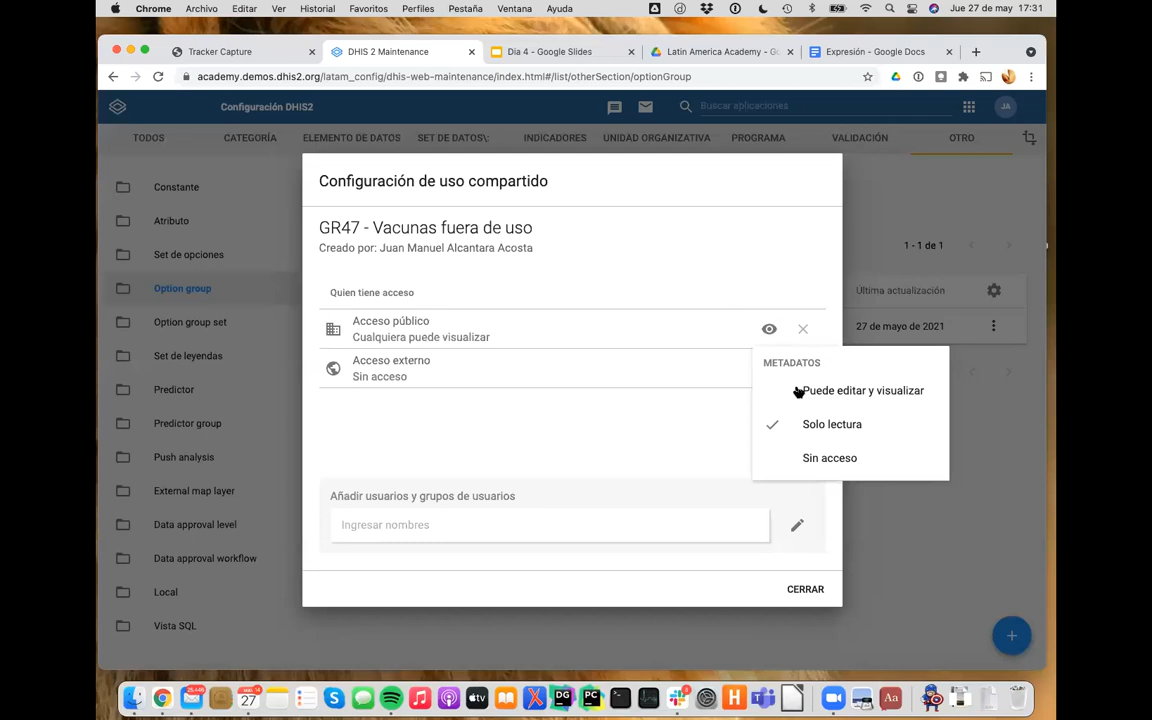 Chrome Archivo Editar Ver Historial Favoritos Perfiles Pestaña Ventana Ayuda Jue 27 de may 17:31
Tracker Capture DHIS 2 Maintenance Dia 4 - Google Slides Latin America Academy - Go Expresión - Google Docs
academy.demos.dhis2.org/latam_config/dhis-web-maintenance/index.html#/list/otherSection/optionGroup
Configuración DHIS2 Buscar aplicaciones JA
TODOS CATEGORÍA ELEMENTO DE DATOS SET DE DATOS\; INDICADORES UNIDAD ORGANIZATIVA PROGRAMA VALIDACIÓN OTRO
Constante
Atributo
Set de opciones
Option group
Option group set
Set de leyendas
Predictor
Predictor group
Push analysis
External map layer
Data approval level
Data approval workflow
Local
Vista SQL
Configuración de uso compartido
GR47 - Vacunas fuera de uso
Creado por: Juan Manuel Alcantara Acosta
Quien tiene acceso
Acceso público
Cualquiera puede visualizar
Acceso externo
Sin acceso
METADATOS
Puede editar y visualizar
Solo lectura
Sin acceso
Añadir usuarios y grupos de usuarios
Ingresar nombres
CERRAR
1 - 1 de 1
Última actualización
27 de mayo de 2021
27
DG
PC
Aa